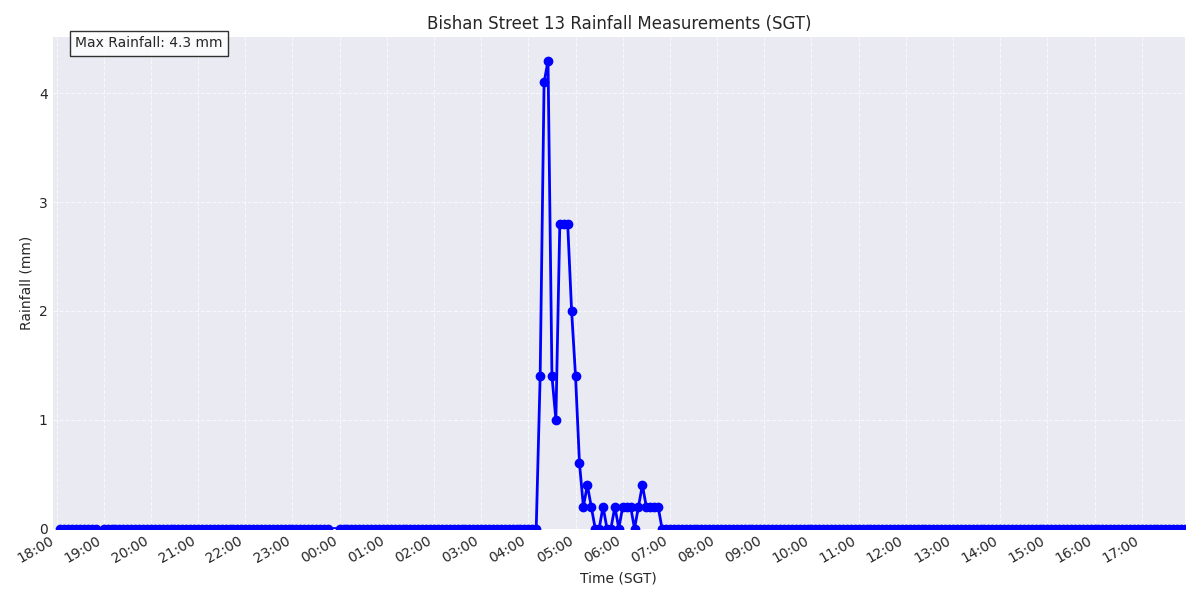 Bishan Street 13 Rainfall Measurements (SGT)
Max Rainfall: 4.3 mm
Rainfall (mm)
4
3
2
1
0
18:00 19:00 20:00 21:00 22:00 23:00 00:00 01:00 02:00 03:00 04:00 05:00 06:00 07:00 08:00 09:00 10:00 11:00 12:00 13:00 14:00 15:00 16:00 17:00
Time (SGT)